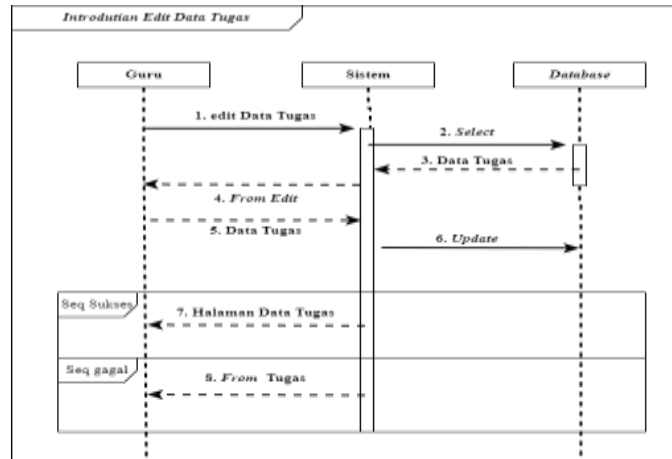 Introdutian Edit Data Tugas
Guru
Sistem
Database
1. edit Data Tugas
2. Select
3. Data Tugas
4. From Edit
5. Data Tugas
6. Update
Seq Sukses
7. Halaman Data Tugas
Seq gagal
8. From Tugas